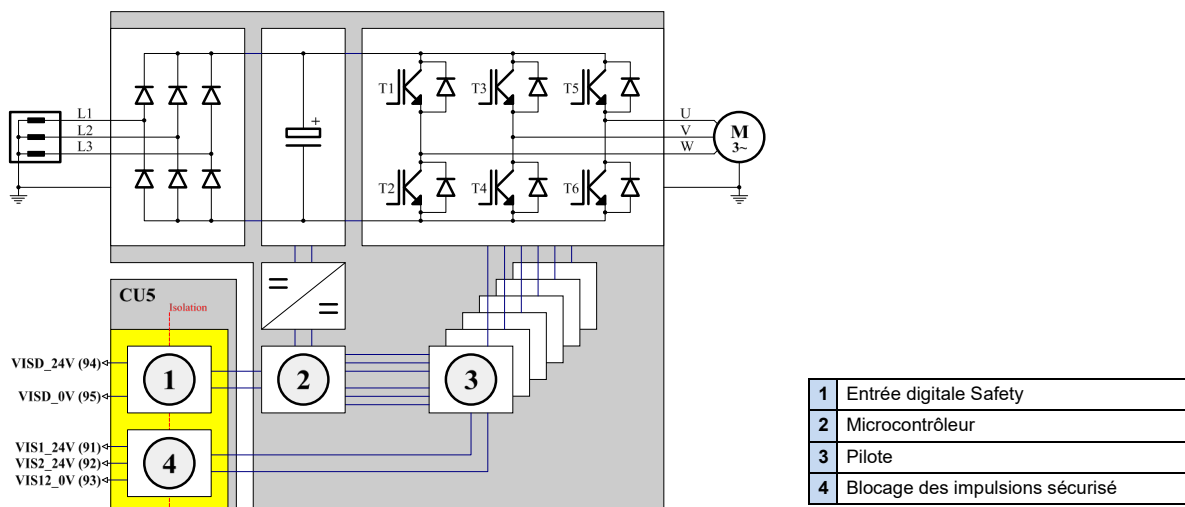 T1
T3
T5
L1
L2
L3
+
U
V
W
M
3~
T2
T4
T6
CU5
Isolation
VISD_24V (94)
VISD_0V (95)
1
2
3
VIS1_24V (91)
VIS2_24V (92)
VIS12_0V (93)
4
1 Entrée digitale Safety
2 Microcontrôleur
3 Pilote
4 Blocage des impulsions sécurisé